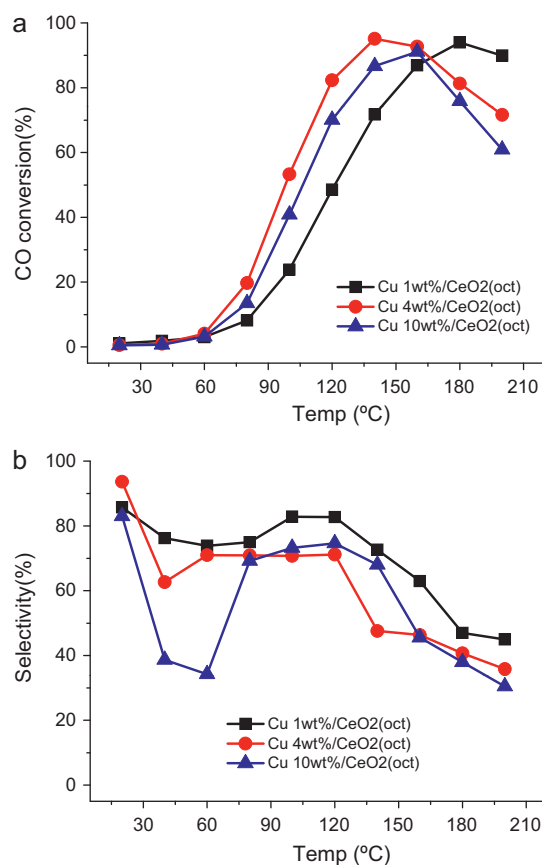 a
100
80
60
40
20
0
CO conversion(%)
Cu 1wt%/CeO2(oct)
Cu 4wt%/CeO2(oct)
Cu 10wt%/CeO2(oct)
30 60 90 120 150 180 210
Temp (ºC)
b
100
80
60
40
20
0
Selectivity(%)
Cu 1wt%/CeO2(oct)
Cu 4wt%/CeO2(oct)
Cu 10wt%/CeO2(oct)
30 60 90 120 150 180 210
Temp (ºC)